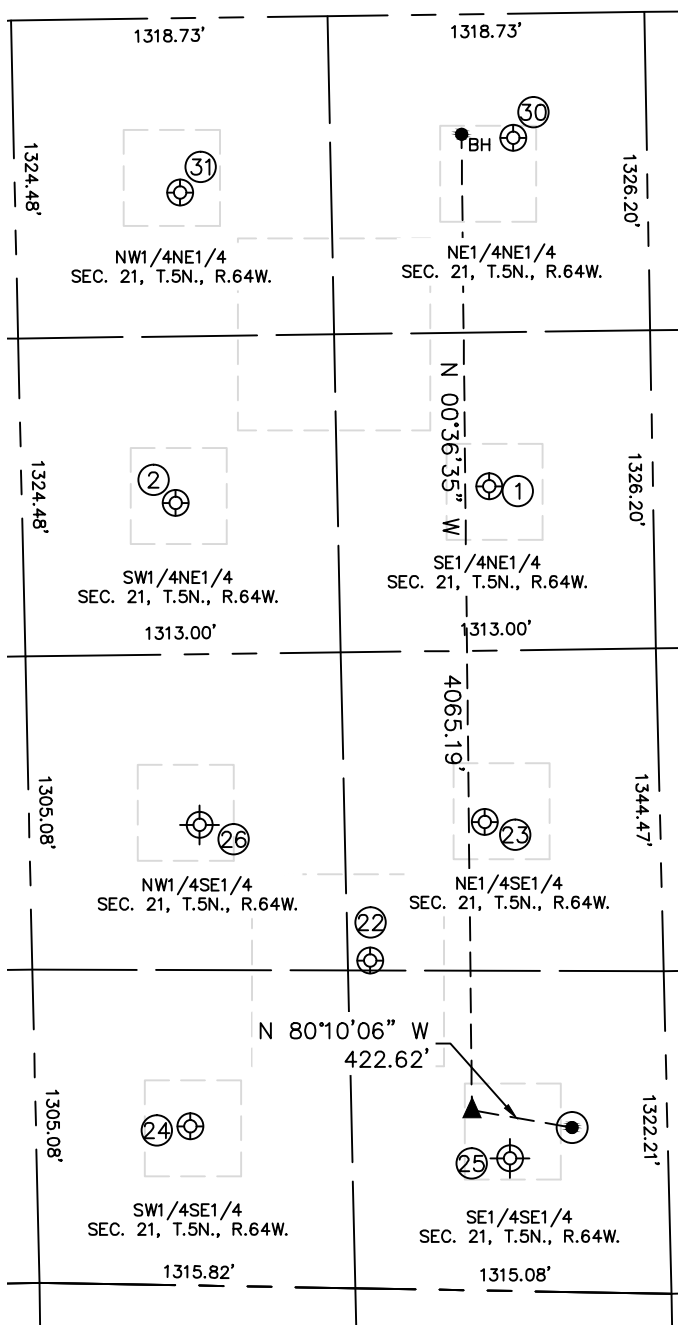 1318.73'
1318.73'
30
BH
31
1324.48'
1326.20'
NW1/4NE1/4
SEC. 21, T.5N., R.64W.
NE1/4NE1/4
SEC. 21, T.5N., R.64W.
N 00°36'35" W
2
1
1324.48'
1326.20'
SW1/4NE1/4
SEC. 21, T.5N., R.64W.
SE1/4NE1/4
SEC. 21, T.5N., R.64W.
1313.00'
1313.00'
4065.19'
1305.08'
1344.47'
26
23
NW1/4SE1/4
SEC. 21, T.5N., R.64W.
NE1/4SE1/4
SEC. 21, T.5N., R.64W.
22
N 80°10'06" W
422.62'
1305.08'
1322.21'
24
25
SW1/4SE1/4
SEC. 21, T.5N., R.64W.
SE1/4SE1/4
SEC. 21, T.5N., R.64W.
1315.82'
1315.08'